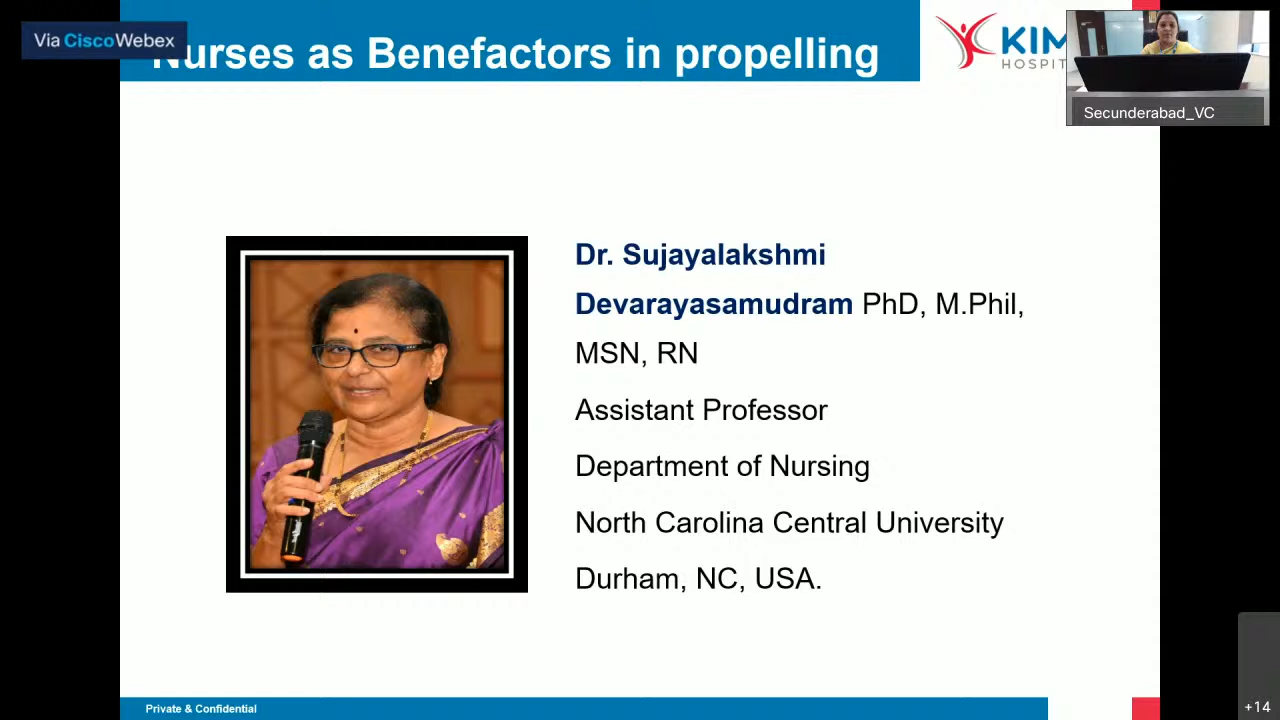 Via CiscoWebex
Nurses as Benefactors in propelling
HOSPIT
Secunderabad_VC
Dr. Sujayalakshmi
Devarayasamudram PhD, M.Phil,
MSN, RN
Assistant Professor
Department of Nursing
North Carolina Central University
Durham, NC, USA.
Private & Confidential
+14